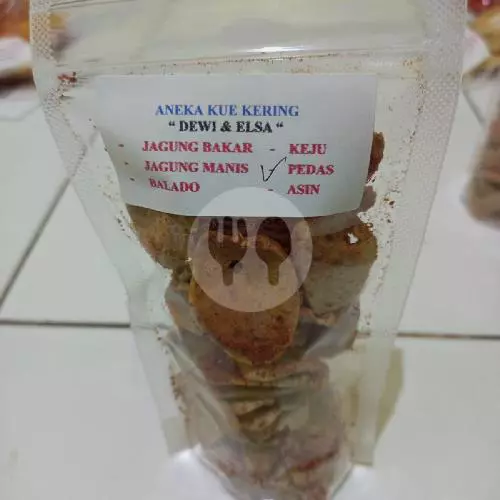 ANEKA KUE KERING
“ DEWI & ELSA “
JAGUNG BAKAR - KEJU
JAGUNG MANIS ✓ PEDAS
BALADO - ASIN